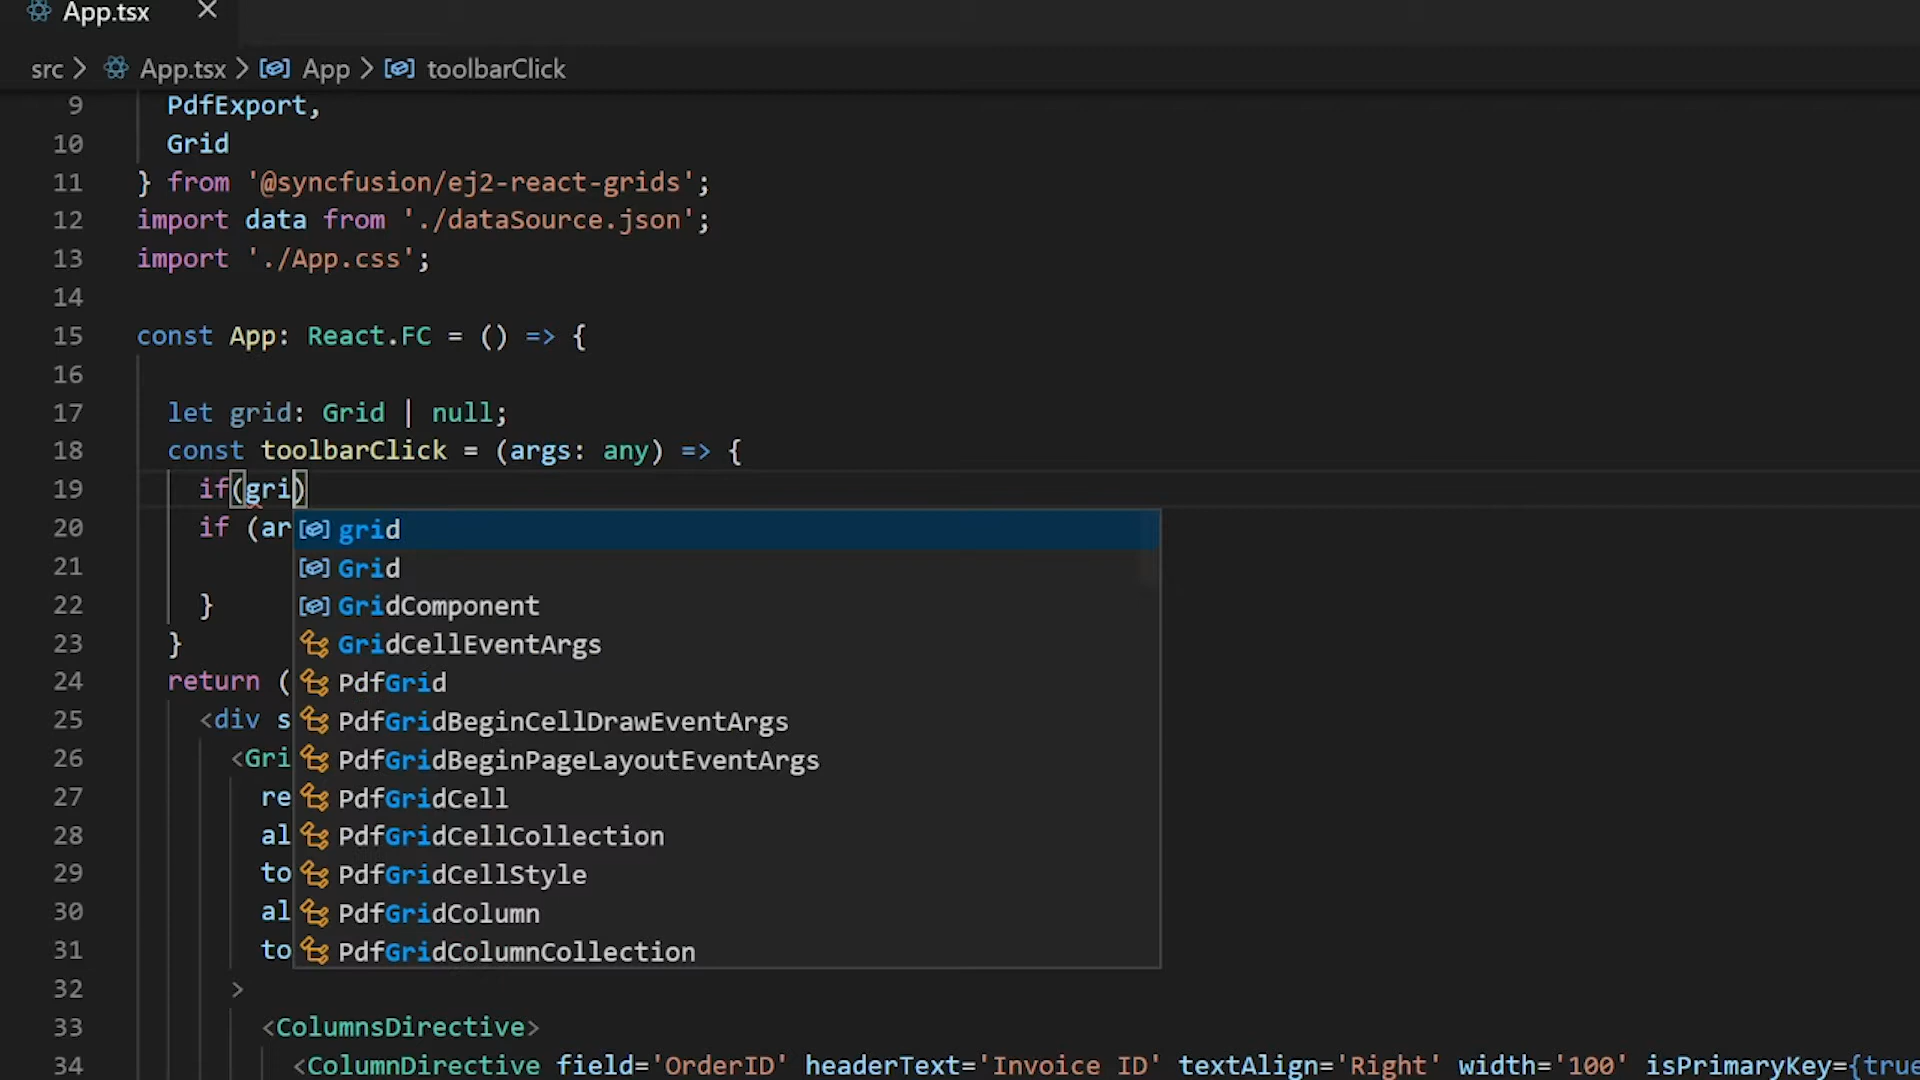 App.tsx ×
src > App.tsx > App > toolbarClick
9 PdfExport,
10 Grid
11 } from '@syncfusion/ej2-react-grids';
12 import data from './dataSource.json';
13 import './App.css';
14
15 const App: React.FC = () => {
16
17 let grid: Grid | null;
18 const toolbarClick = (args: any) => {
19 if(gri)
20 if (ar
grid
21
Grid
22 }
GridComponent
23 }
GridCellEventArgs
24 return (
PdfGrid
25 <div s
PdfGridBeginCellDrawEventArgs
26 <Gri
PdfGridBeginPageLayoutEventArgs
27 re
PdfGridCell
28 al
PdfGridCellCollection
29 to
PdfGridCellStyle
30 al
PdfGridColumn
31 to
PdfGridColumnCollection
32 >
33 <ColumnsDirective>
34 <ColumnDirective field='OrderID' headerText='Invoice ID' textAlign='Right' width='100' isPrimaryKey={true